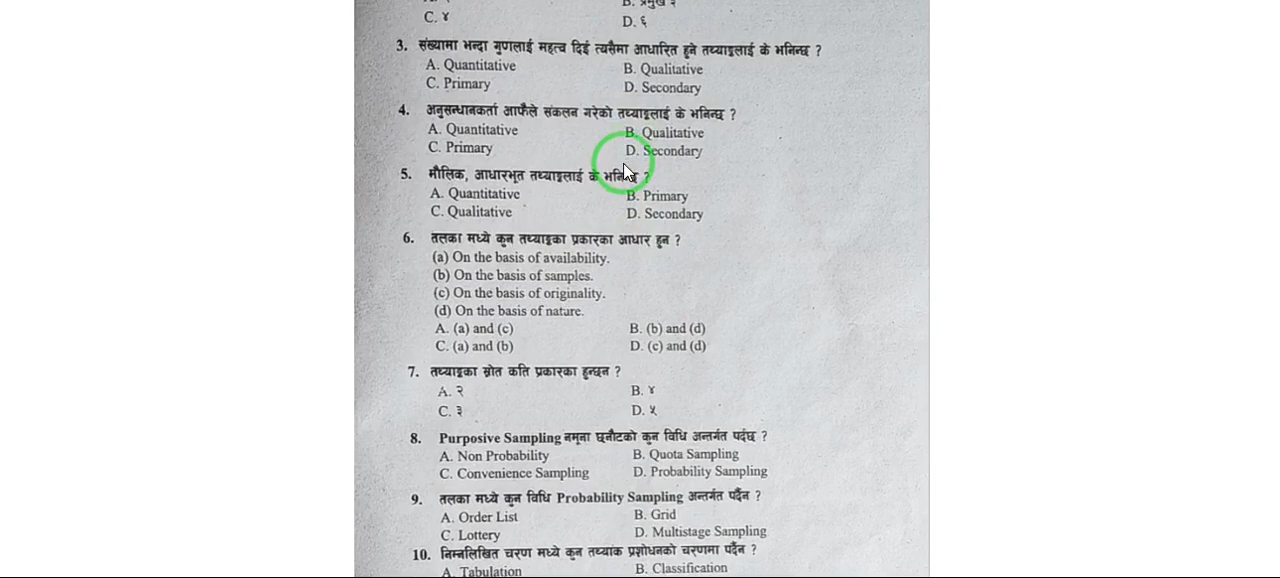 B. प्रमुख २
C. ४ D. ६
3. संख्यामा भन्दा गुणलाई महत्व दिई त्यसैमा आधारित हुने तथ्याङ्कलाई के भनिन्छ ?
A. Quantitative B. Qualitative
C. Primary D. Secondary
4. अनुसन्धानकर्ता आफैले संकलन गरेको तथ्याङ्कलाई के भनिन्छ ?
A. Quantitative B. Qualitative
C. Primary D. Secondary
5. मौलिक, आधारभूत तथ्याङ्कलाई के भनिन्छ ?
A. Quantitative B. Primary
C. Qualitative D. Secondary
6. तलका मध्ये कुन तथ्याङ्कका प्रकारका आधार हुन ?
(a) On the basis of availability.
(b) On the basis of samples.
(c) On the basis of originality.
(d) On the basis of nature.
A. (a) and (c) B. (b) and (d)
C. (a) and (b) D. (c) and (d)
7. तथ्याङ्कका स्रोत कति प्रकारका हुन्छन ?
A. २ B. ४
C. ३ D. ५
8. Purposive Sampling नमूना छनौटको कुन विधि अन्तर्गत पर्दछ ?
A. Non Probability B. Quota Sampling
C. Convenience Sampling D. Probability Sampling
9. तलका मध्ये कुन विधि Probability Sampling अन्तर्गत पर्दैन ?
A. Order List B. Grid
C. Lottery D. Multistage Sampling
10. निम्नलिखित चरण मध्ये कुन तथ्यांक प्रशोधनको चरणमा पर्दैन ?
A. Tabulation B. Classification